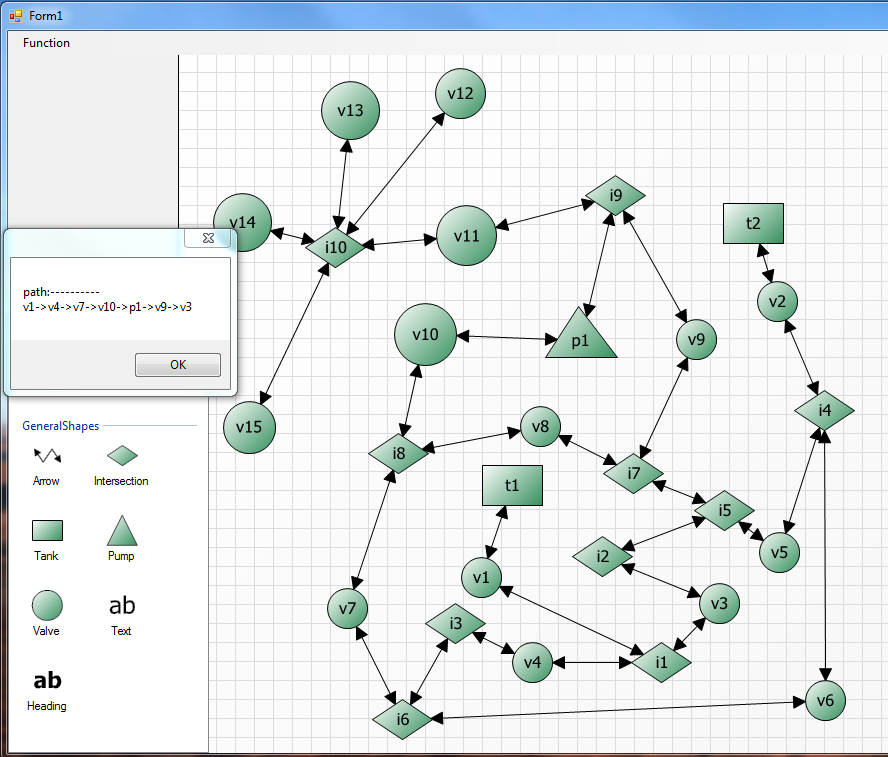 Form1
Function
v12
v13
i9
v14
t2
v11
i10
path:----------
v1->v4->v7->v10->p1->v9->v3
v2
v10
p1
v9
OK
i4
GeneralShapes
v15
v8
i8
i7
Arrow
Intersection
t1
i5
i2
v5
Tank
Pump
v1
v3
ab
v7
i3
Valve
Text
i1
v4
ab
v6
Heading
i6